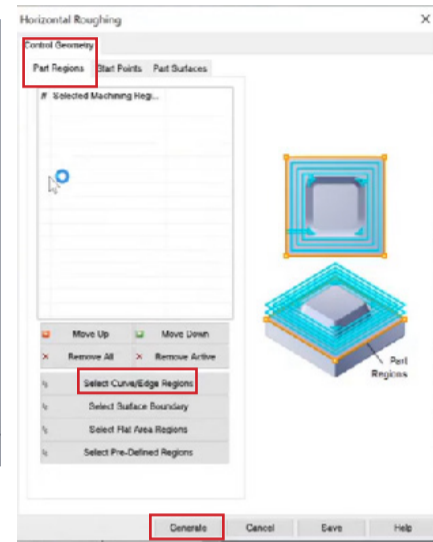 Horizontal Roughing
Control Geometry
Part Regions Start Points Part Surfaces
# Selected Machining Regi...
Move Up Move Down
Remove All Remove Active
Select Curve/Edge Regions
Select Surface Boundary
Select Flat Area Regions
Select Pre-Defined Regions
Part
Regions
Generate Cancel Save Help